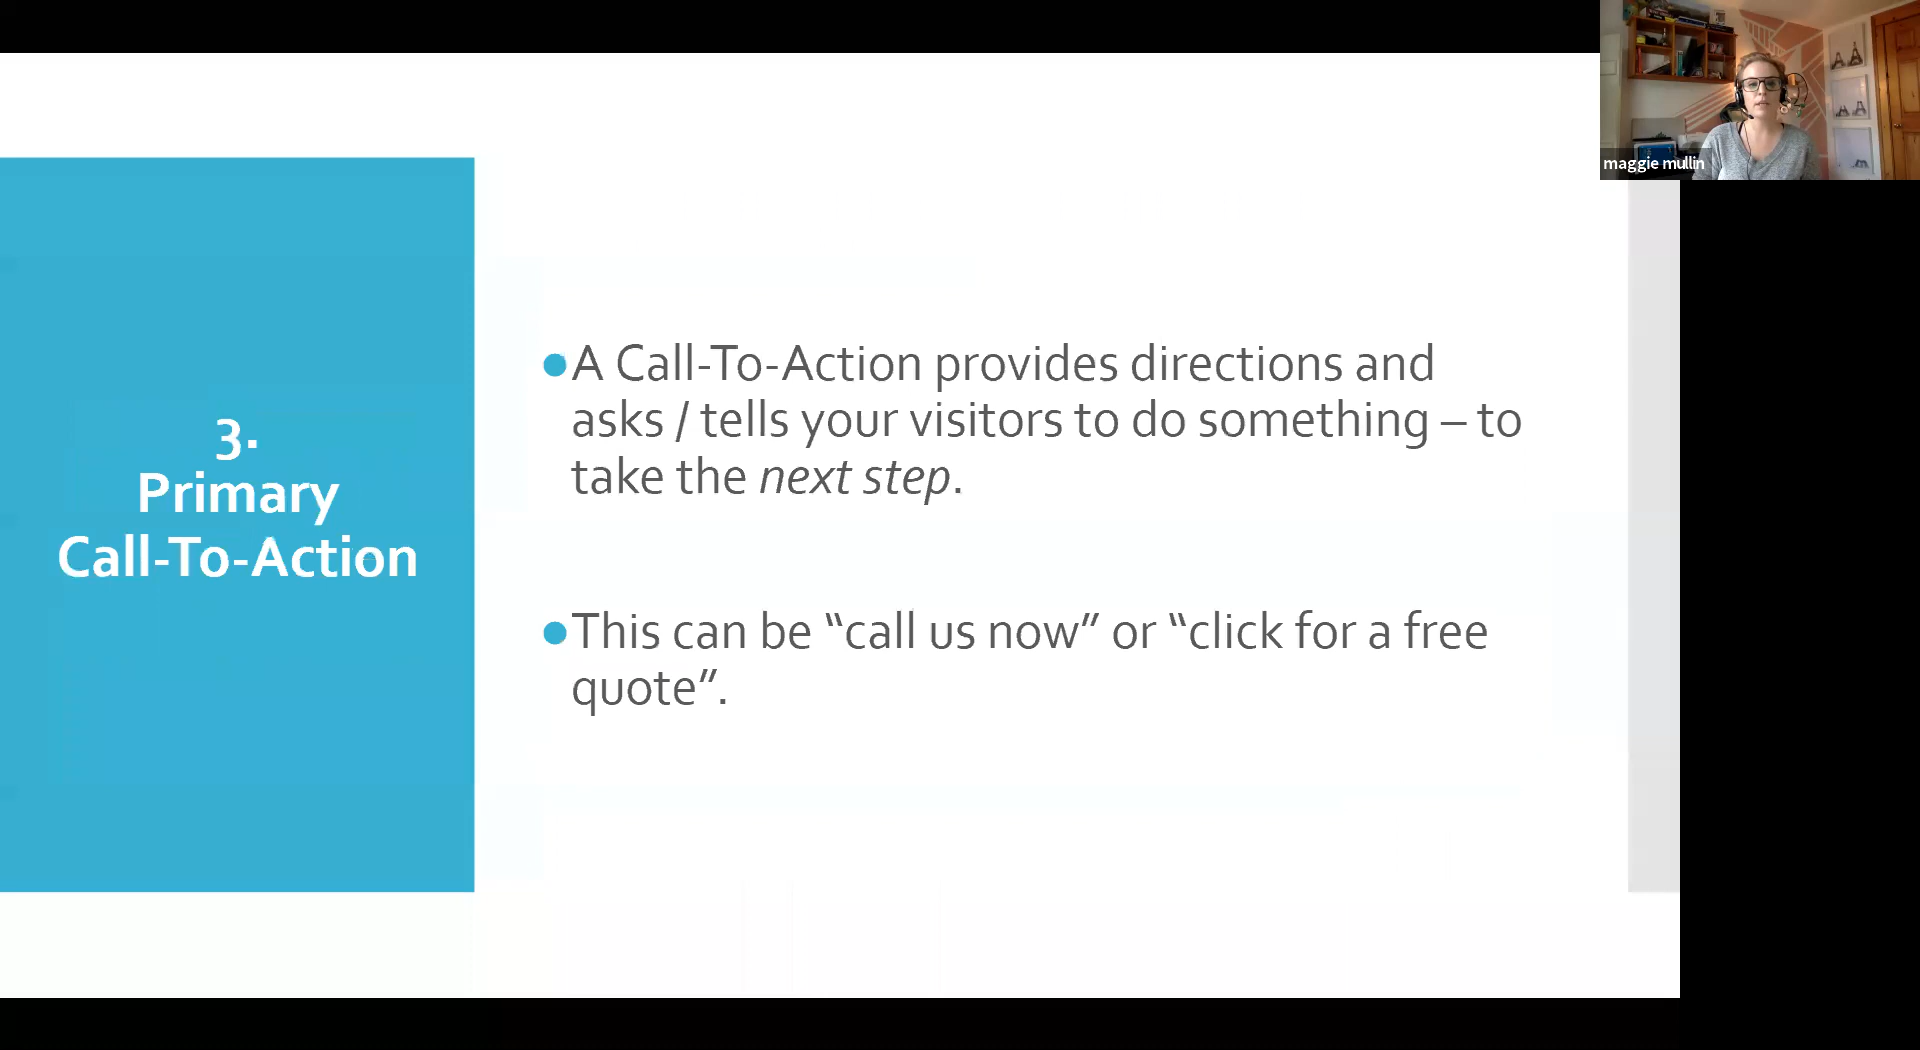 3.
Primary
Call-To-Action
•A Call-To-Action provides directions and
asks / tells your visitors to do something – to
take the next step.
•This can be “call us now” or “click for a free
quote”.
maggie mullin